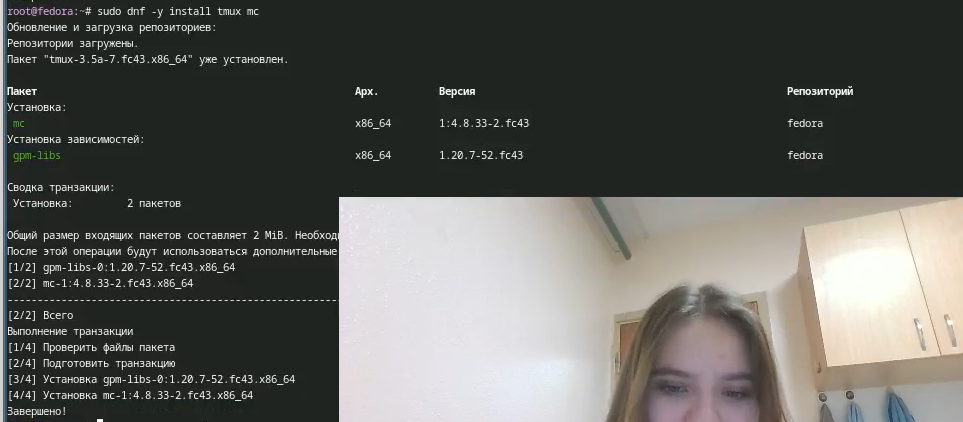 root@fedora:~# sudo dnf -y install tmux mc
Обновление и загрузка репозиториев:
Репозитории загружены.
Пакет "tmux-3.5a-7.fc43.x86_64" уже установлен.
Пакет Арх. Версия Репозиторий
Установка:
mc x86_64 1:4.8.33-2.fc43 fedora
Установка зависимостей:
gpm-libs x86_64 1.20.7-52.fc43 fedora
Сводка транзакции:
Установка: 2 пакетов
Общий размер входящих пакетов составляет 2 MiB.
После этой операции будут использоваться дополнительные
[1/2] gpm-libs-0:1.20.7-52.fc43.x86_64
[2/2] mc-1:4.8.33-2.fc43.x86_64
--------------------------------------------------------
[2/2] Всего
Выполнение транзакции
[1/4] Проверить файлы пакета
[2/4] Подготовить транзакцию
[3/4] Установка gpm-libs-0:1.20.7-52.fc43.x86_64
[4/4] Установка mc-1:4.8.33-2.fc43.x86_64
Завершено!